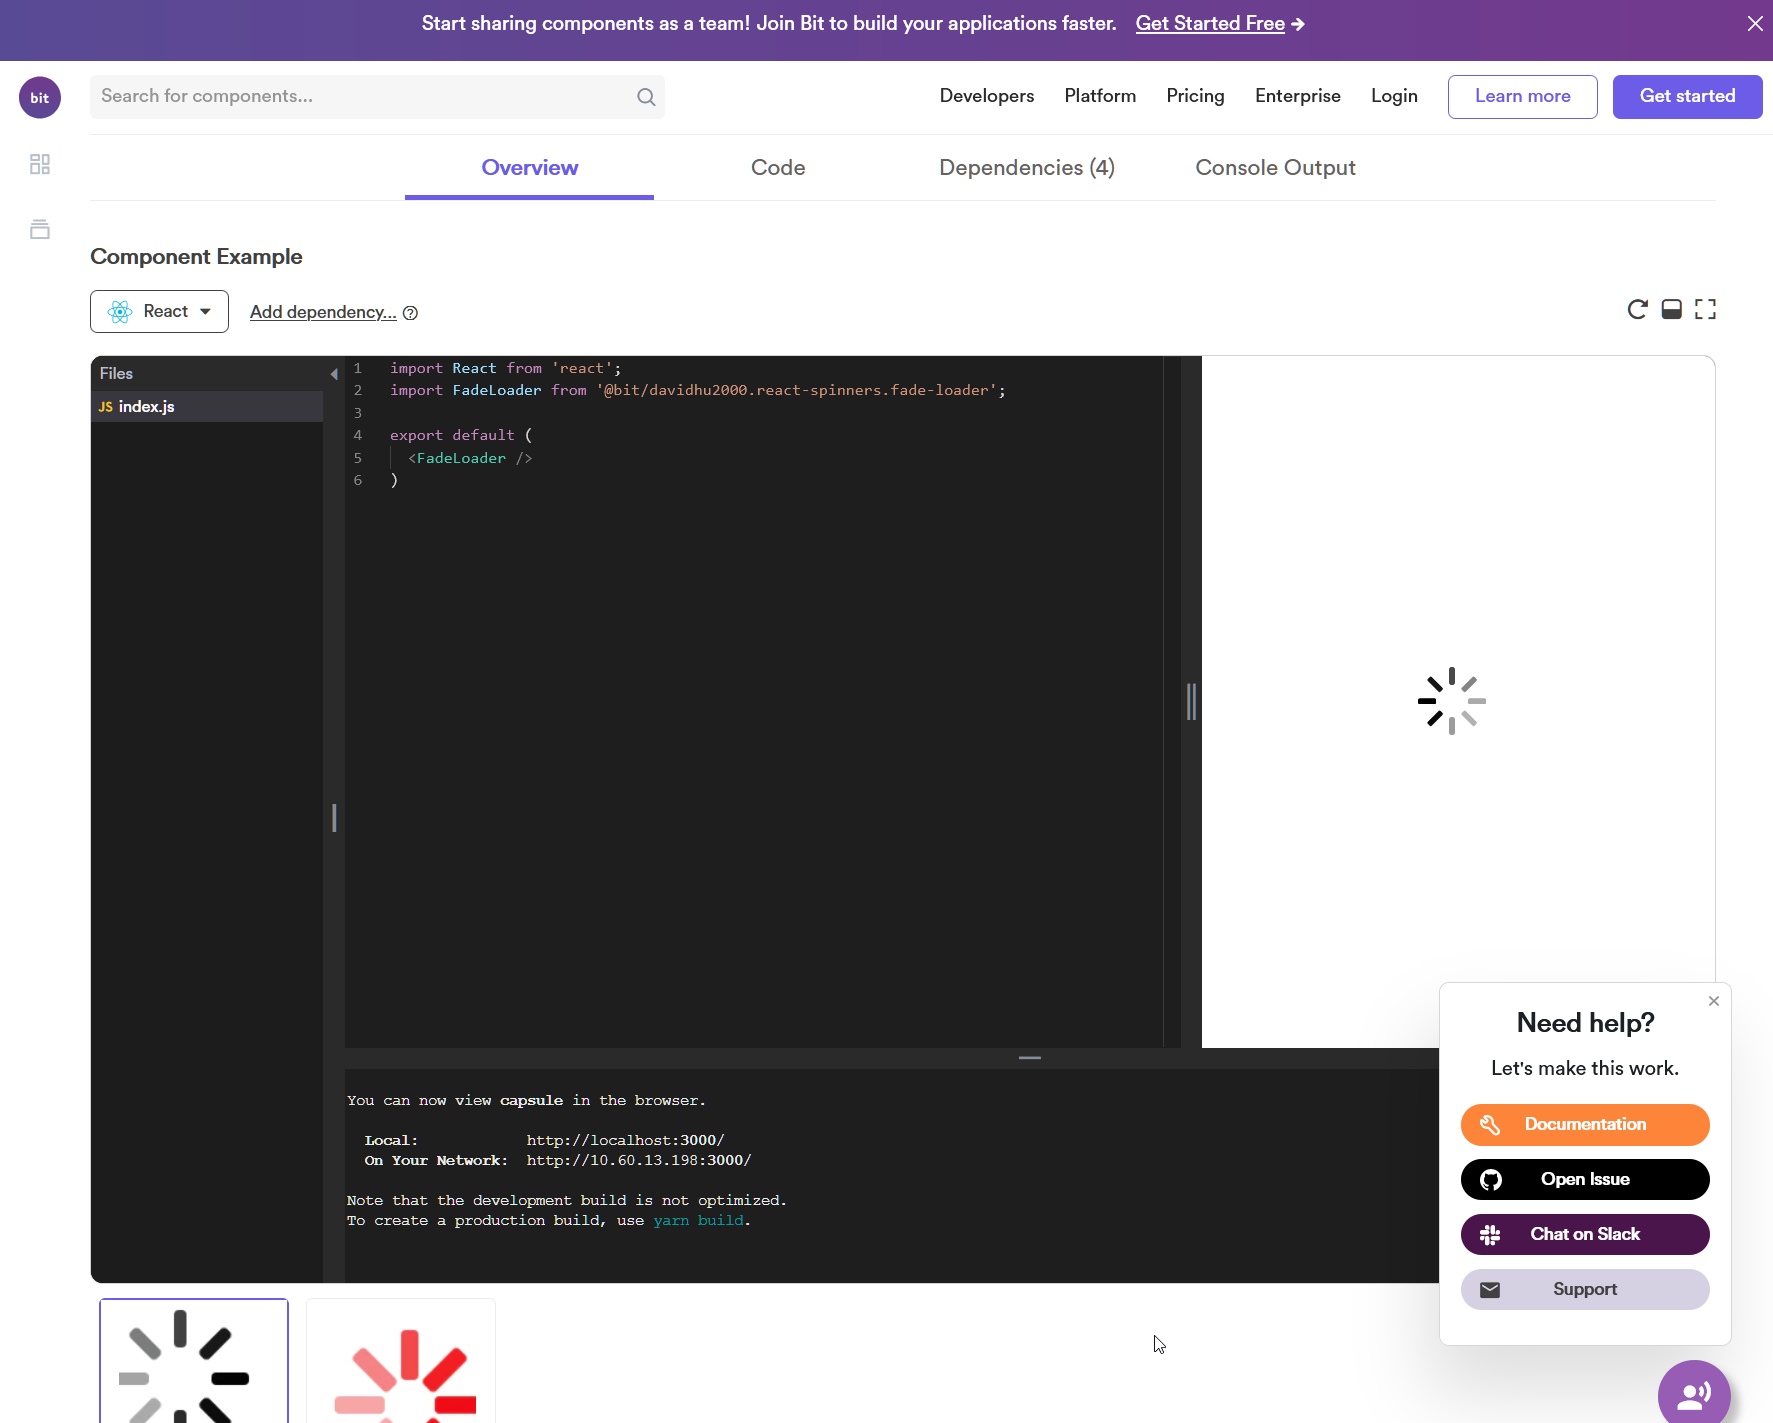 Start sharing components as a team! Join Bit to build your applications faster. Get Started Free →
bit
Search for components...
Developers
Platform
Pricing
Enterprise
Login
Learn more
Get started
Overview
Code
Dependencies (4)
Console Output
Component Example
React
Add dependency...
Files
JS index.js
1 import React from 'react';
2 import FadeLoader from '@bit/davidhu2000.react-spinners.fade-loader';
3
4 export default (
5 <FadeLoader />
6 )
You can now view capsule in the browser.
Local: http://localhost:3000/
On Your Network: http://10.60.13.198:3000/
Note that the development build is not optimized.
To create a production build, use yarn build.
Need help?
Let's make this work.
Documentation
Open Issue
Chat on Slack
Support